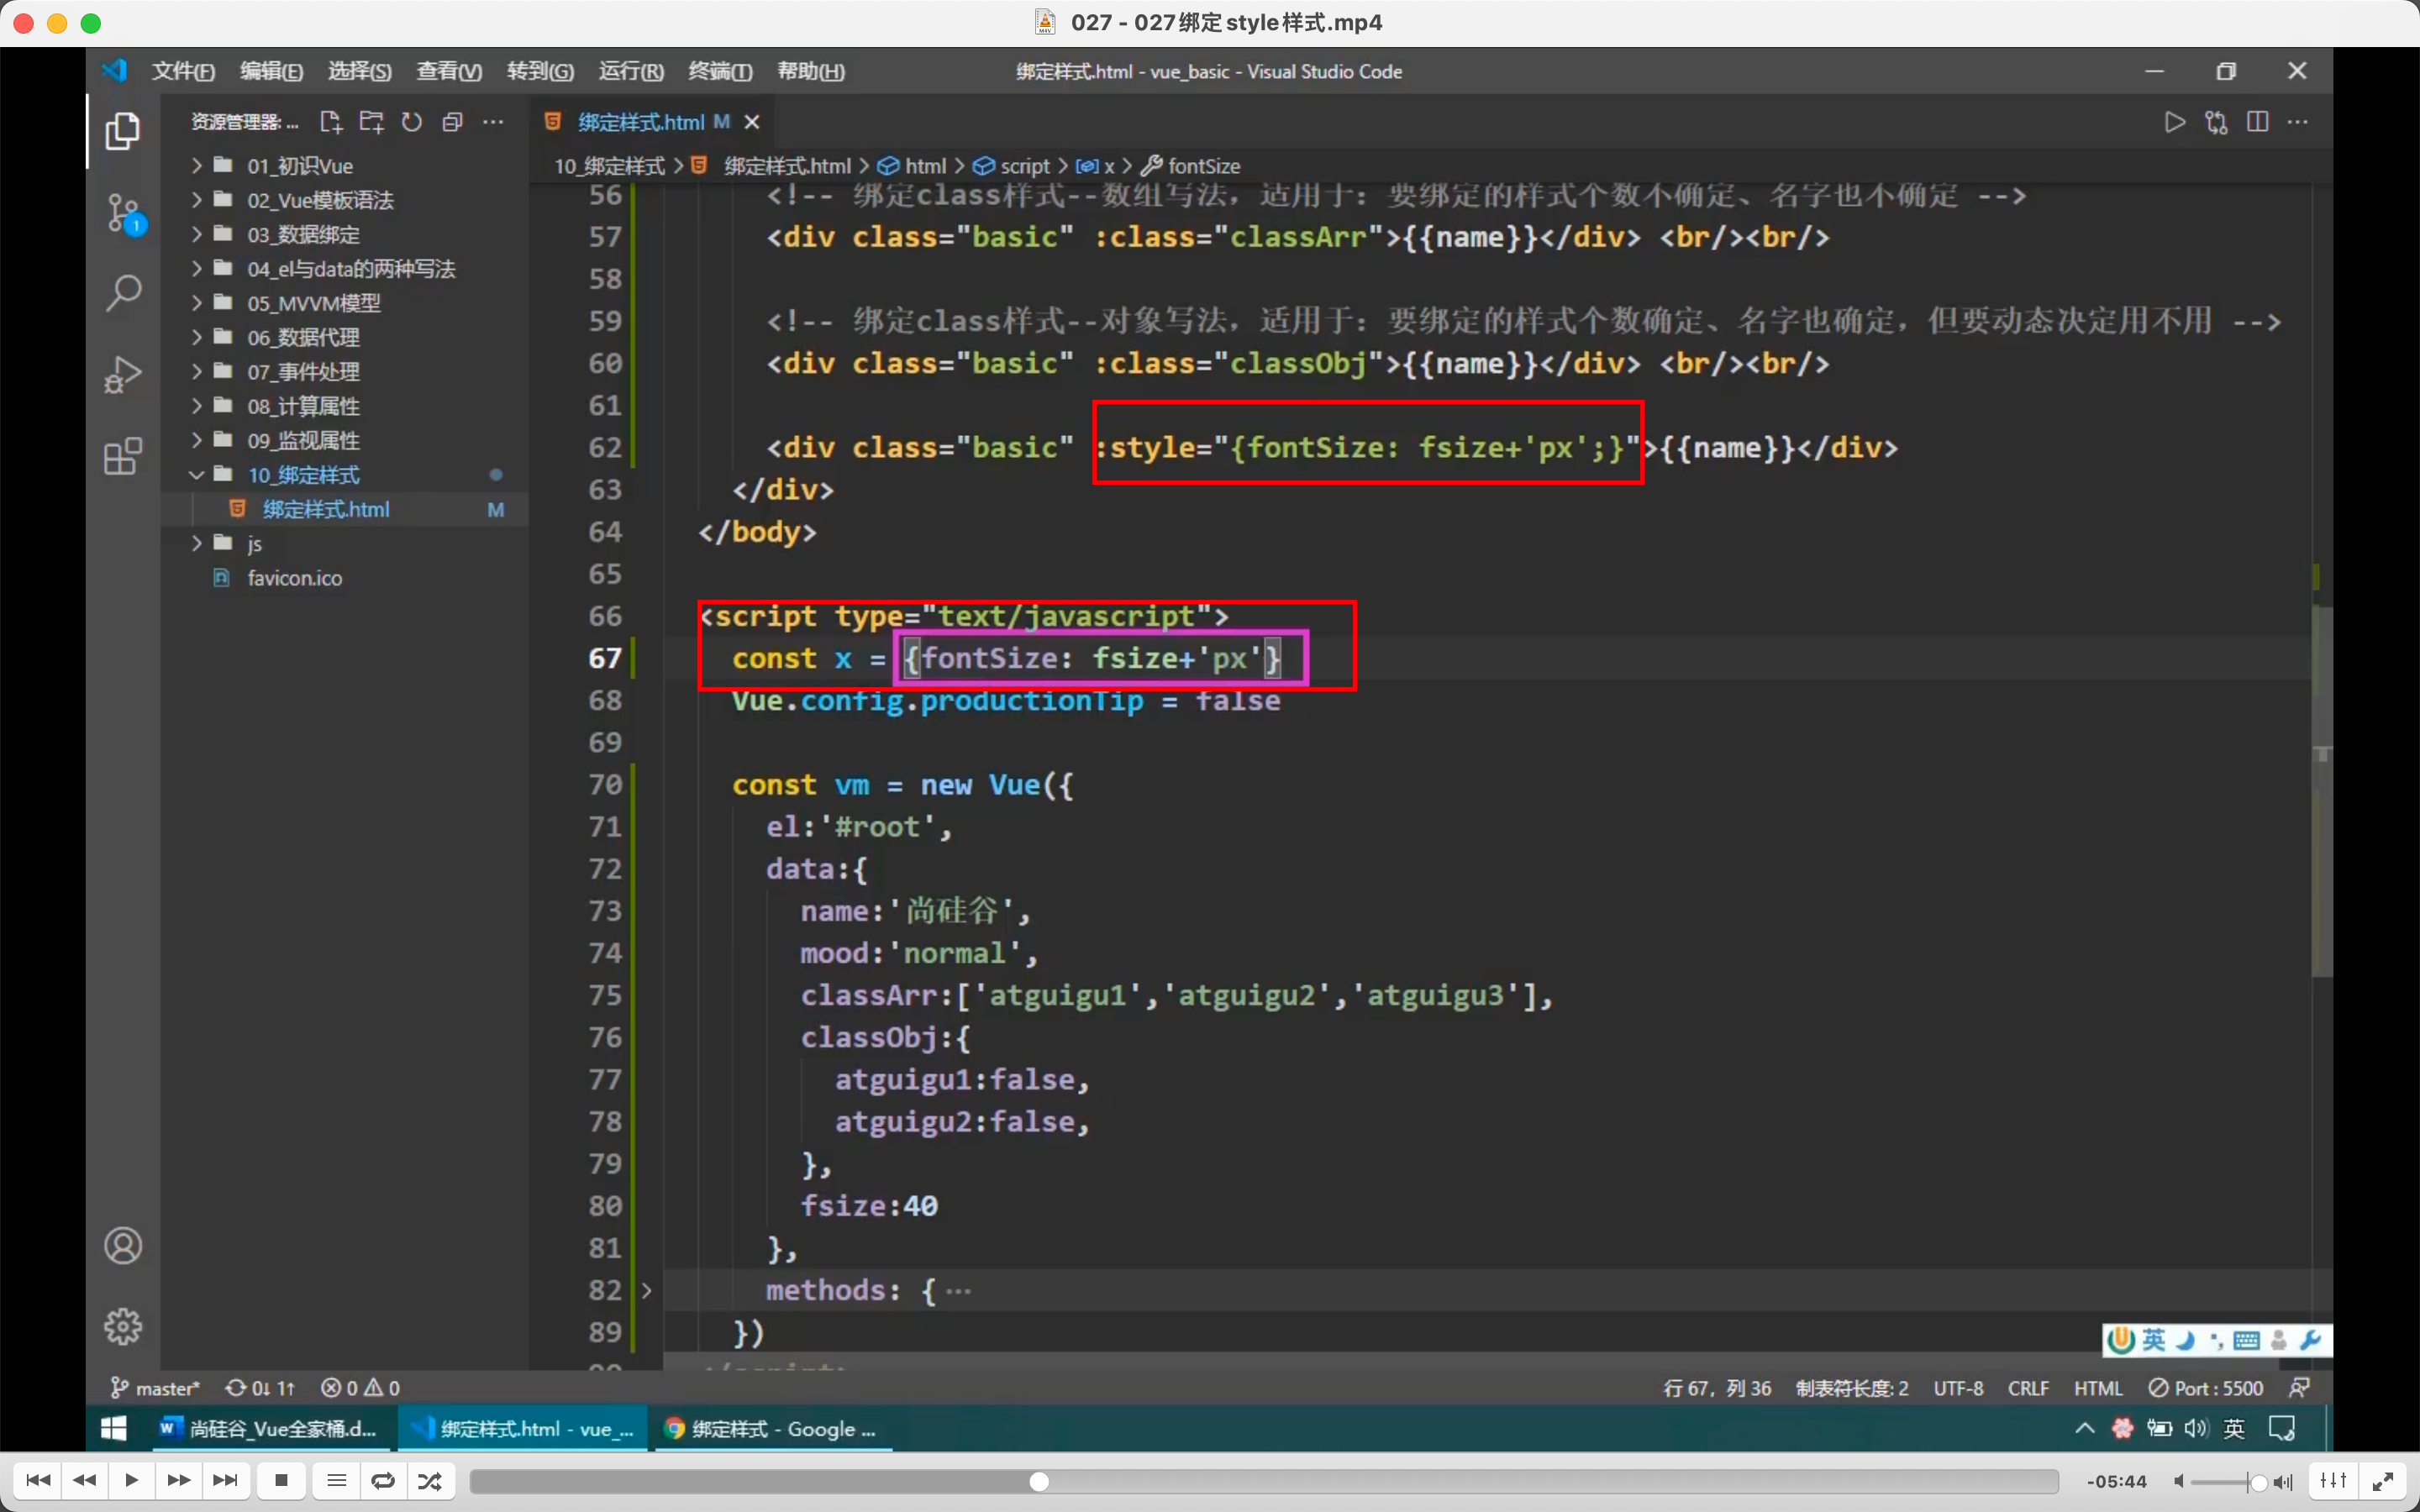 027 - 027绑定style样式.mp4
文件(F) 编辑(E) 选择(S) 查看(V) 转到(G) 运行(R) 终端(T) 帮助(H)
绑定样式.html - vue_basic - Visual Studio Code
资源管理器: ...
绑定样式.html M
10_绑定样式 > 绑定样式.html > html > script > x > fontSize
01_初识Vue
02_Vue模板语法
03_数据绑定
04_el与data的两种写法
05_MVVM模型
06_数据代理
07_事件处理
08_计算属性
09_监视属性
10_绑定样式
绑定样式.html M
js
favicon.ico
56 <!-- 绑定class样式--数组写法，适用于：要绑定的样式个数不确定、名字也不确定 -->
57 <div class="basic" :class="classArr">{{name}}</div> <br/><br/>
58
59 <!-- 绑定class样式--对象写法，适用于：要绑定的样式个数确定、名字也确定，但要动态决定用不用 -->
60 <div class="basic" :class="classObj">{{name}}</div> <br/><br/>
61
62 <div class="basic" :style="{fontSize: fsize+'px';}">{{name}}</div>
63 </div>
64 </body>
65
66 <script type="text/javascript">
67 const x = {fontSize: fsize+'px'}
68 Vue.config.productionTip = false
69
70 const vm = new Vue({
71 el:'#root',
72 data:{
73 name:'尚硅谷',
74 mood:'normal',
75 classArr:['atguigu1','atguigu2','atguigu3'],
76 classObj:{
77 atguigu1:false,
78 atguigu2:false,
79 },
80 fsize:40
81 },
82 methods: {...
89 })
1
master* 0↓ 1↑ 0 0
行 67，列 36 制表符长度: 2 UTF-8 CRLF HTML Port : 5500
英
尚硅谷_Vue全家桶.d... 绑定样式.html - vue_... 绑定样式 - Google ...
英
-05:44